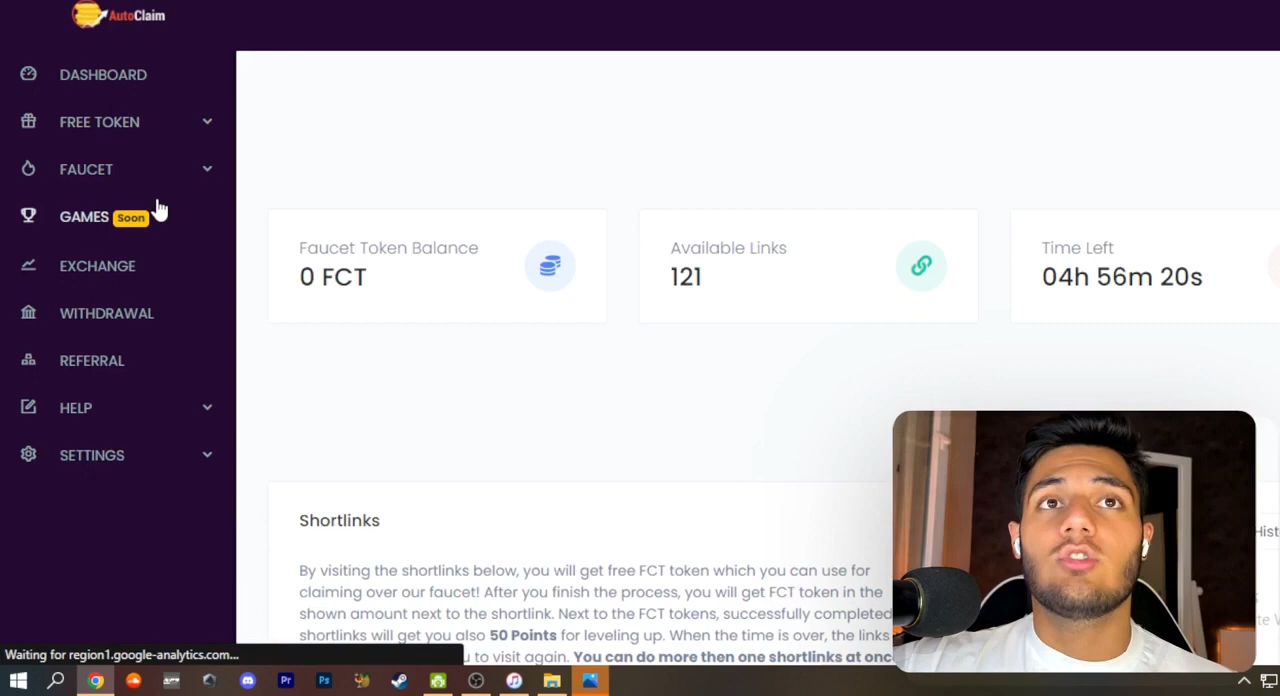 AutoClaim
DASHBOARD
FREE TOKEN
FAUCET
GAMES Soon
EXCHANGE
WITHDRAWAL
REFERRAL
HELP
SETTINGS
Faucet Token Balance
0 FCT
Available Links
121
Time Left
04h 56m 20s
Shortlinks
By visiting the shortlinks below, you will get free FCT token which you can use for
claiming over our faucet! After you finish the process, you will get FCT token in the
shown amount next to the shortlink. Next to the FCT tokens, successfully completed
shortlinks will get you also 50 Points for leveling up. When the time is over, the links
u to visit again. You can do more then one shortlinks at once
Hist
Waiting for region1.google-analytics.com...
Pr
Ps